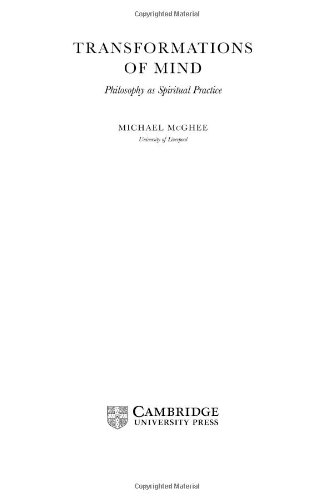 Copyrighted Material
TRANSFORMATIONS
OF MIND
Philosophy as Spiritual Practice
MICHAEL McGHEE
University of Liverpool
CAMBRIDGE
UNIVERSITY PRESS
Copyrighted Material